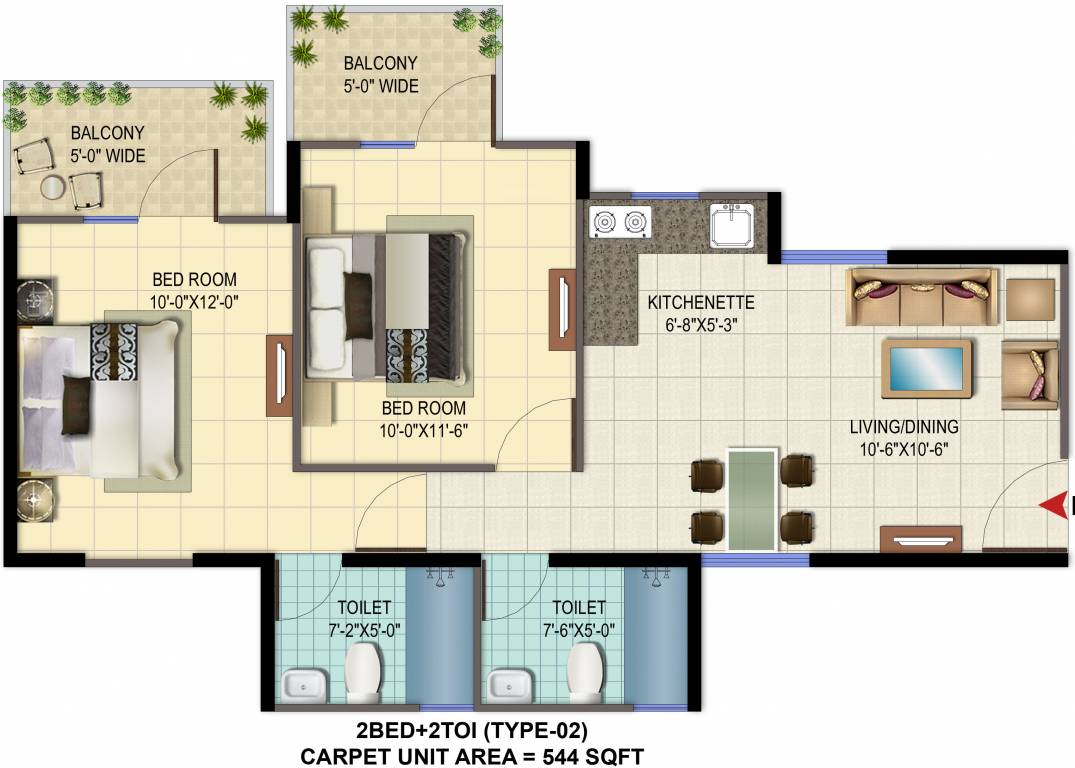 BALCONY
5'-0" WIDE
BALCONY
5'-0" WIDE
BED ROOM
10'-0"X12'-0"
BED ROOM
10'-0"X11'-6"
KITCHENETTE
6'-8"X5'-3"
LIVING/DINING
10'-6"X10'-6"
TOILET
7'-2"X5'-0"
TOILET
7'-6"X5'-0"
2BED+2TOI (TYPE-02)
CARPET UNIT AREA = 544 SQFT